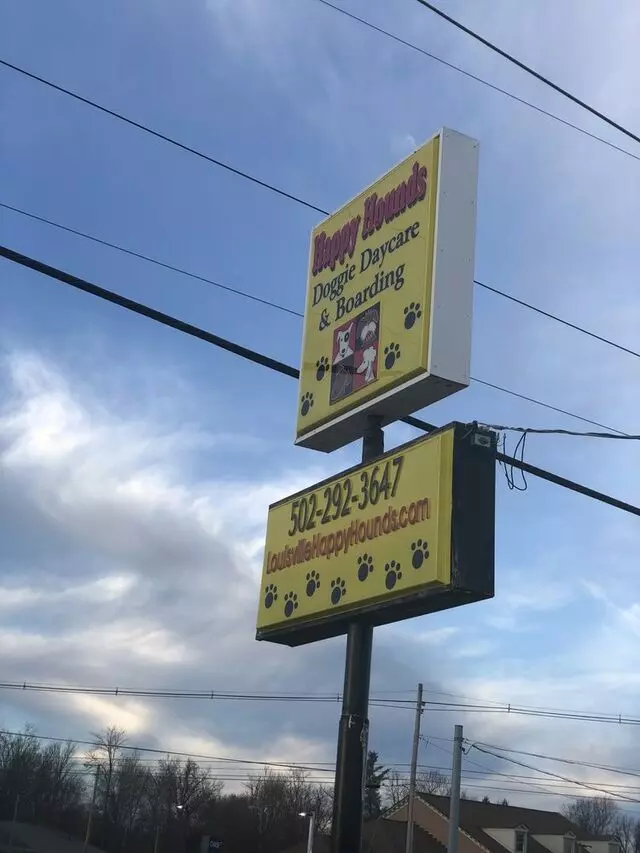 Happy Hounds
Doggie Daycare
& Boarding
502-292-3647
LouisvilleHappyHounds.com